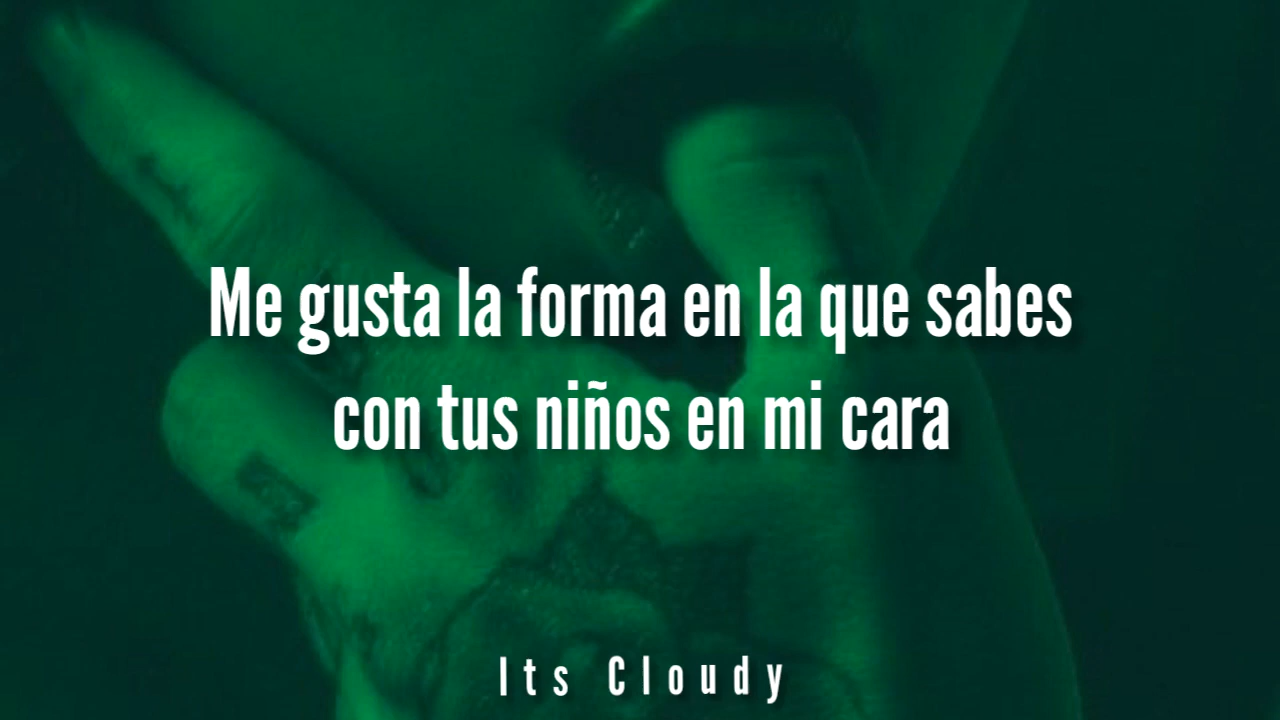 Me gusta la forma en la que sabes
con tus niños en mi cara
Its Cloudy